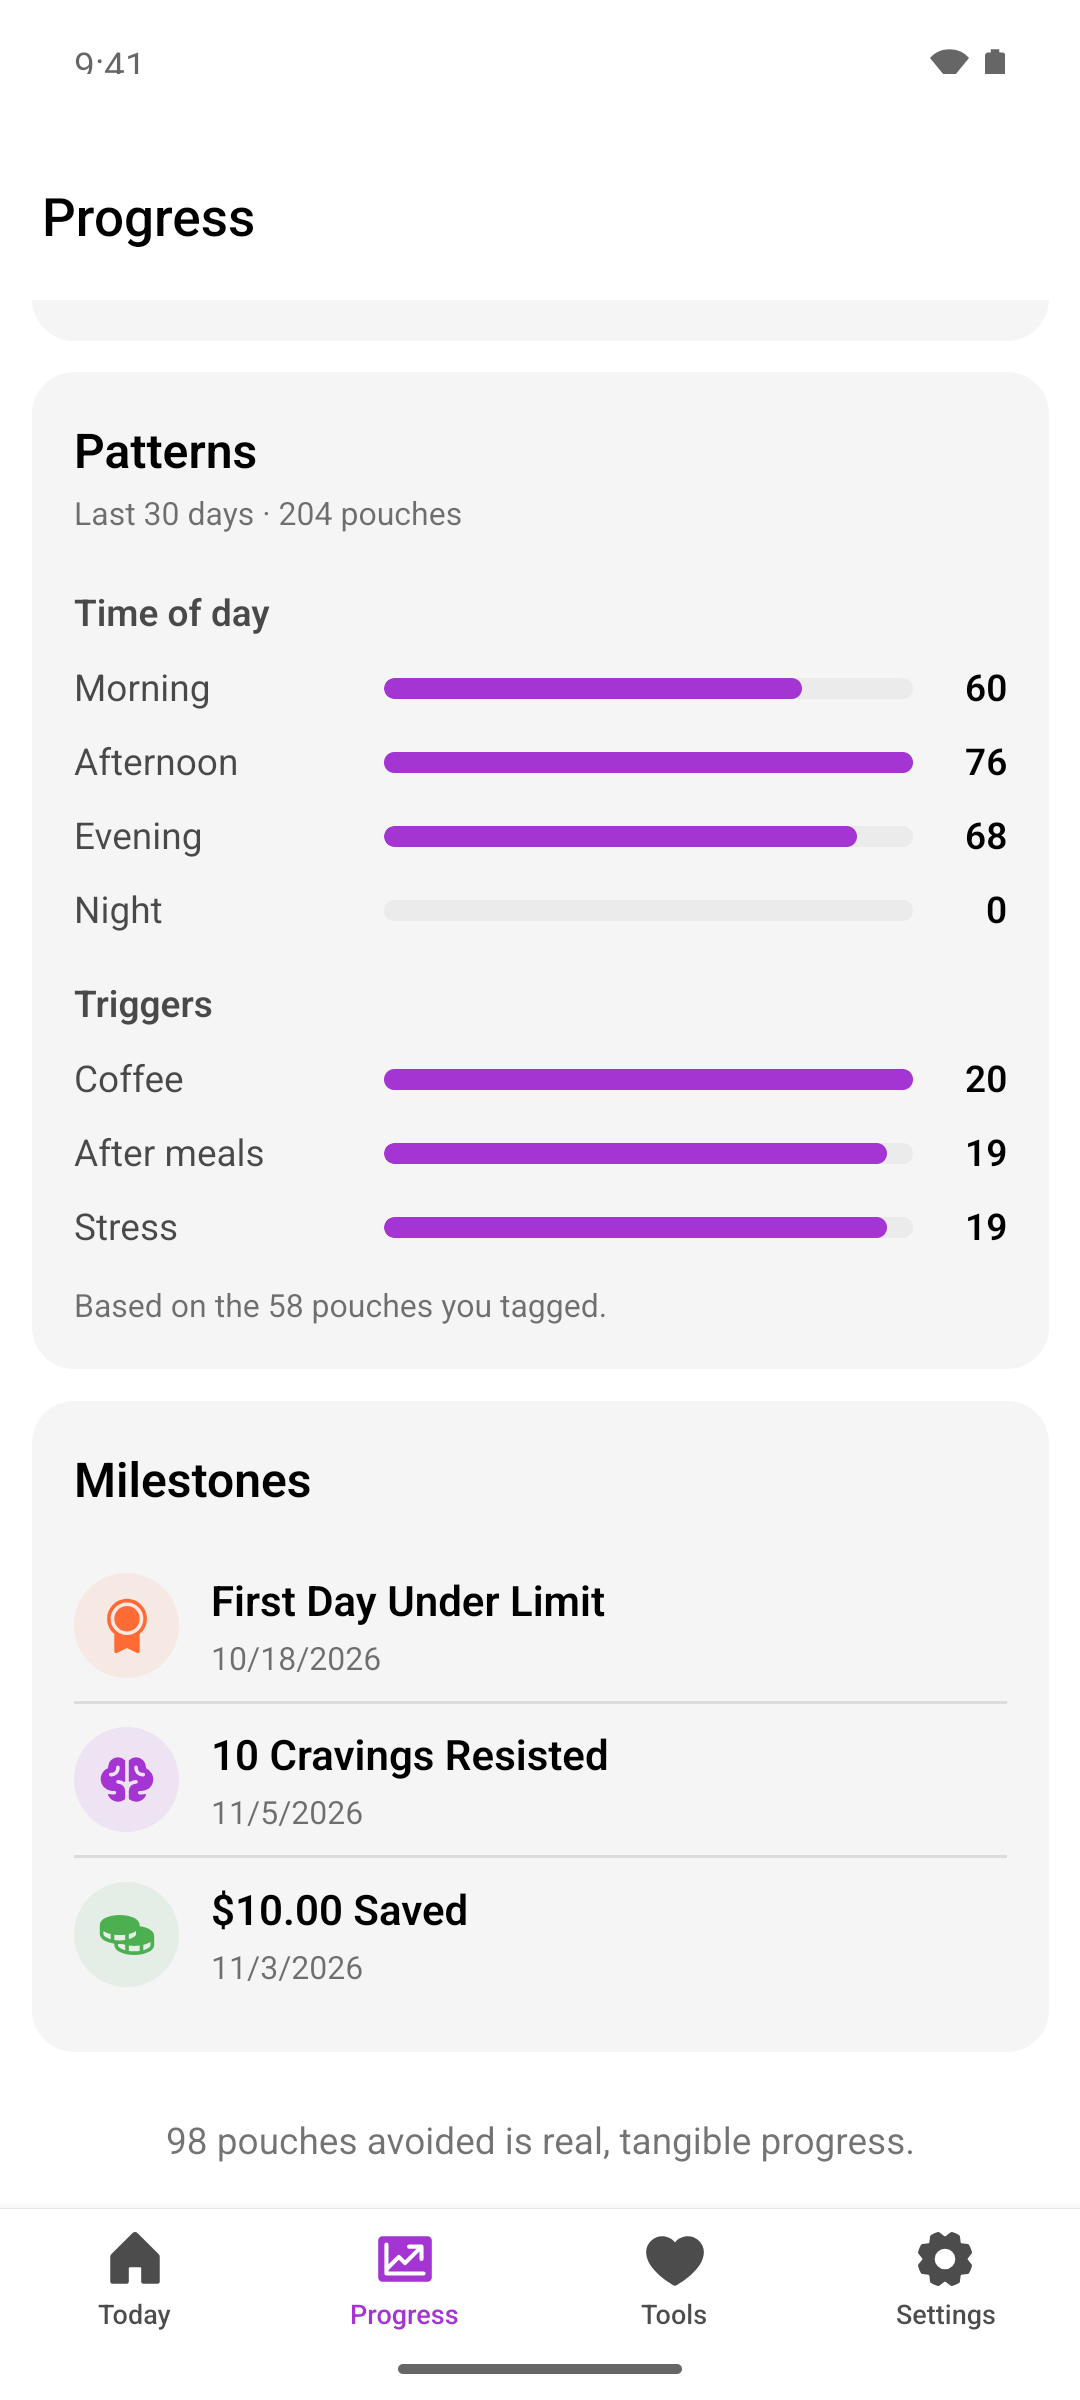 9:41
Progress
Patterns
Last 30 days · 204 pouches
Time of day
Morning 60
Afternoon 76
Evening 68
Night 0
Triggers
Coffee 20
After meals 19
Stress 19
Based on the 58 pouches you tagged.
Milestones
First Day Under Limit
10/18/2026
10 Cravings Resisted
11/5/2026
$10.00 Saved
11/3/2026
98 pouches avoided is real, tangible progress.
Today Progress Tools Settings